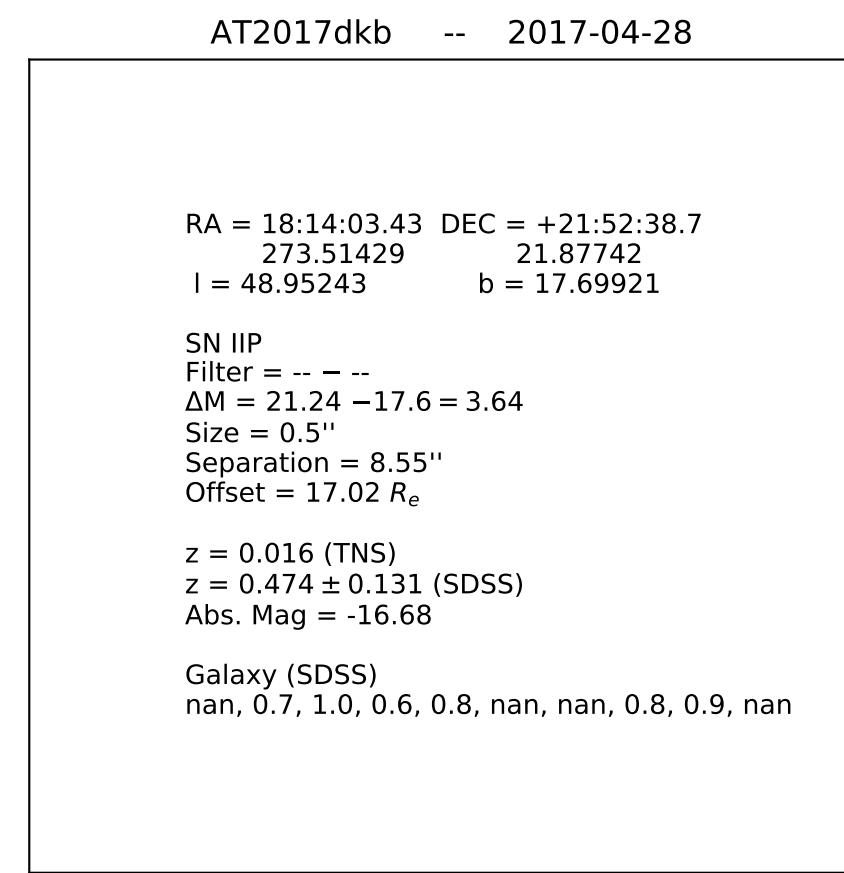 AT2017dkb -- 2017-04-28
RA = 18:14:03.43 DEC = +21:52:38.7
273.51429 21.87742
l = 48.95243 b = 17.69921
SN IIP
Filter = -- − --
ΔM = 21.24 −17.6 = 3.64
Size = 0.5''
Separation = 8.55''
Offset = 17.02 Rₑ
z = 0.016 (TNS)
z = 0.474 ± 0.131 (SDSS)
Abs. Mag = -16.68
Galaxy (SDSS)
nan, 0.7, 1.0, 0.6, 0.8, nan, nan, 0.8, 0.9, nan